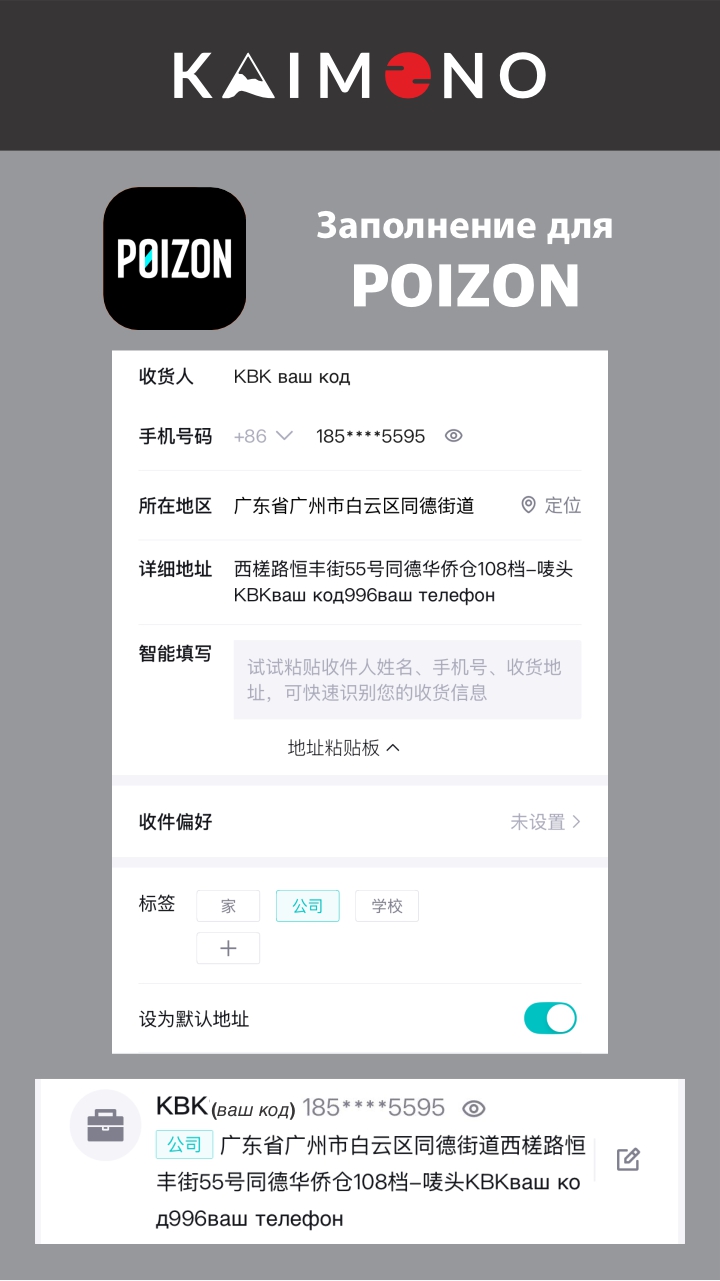 KAIMONO
POIZON
Заполнение для
POIZON
收货人 KBK ваш код
手机号码 +86 185****5595
所在地区 广东省广州市白云区同德街道 定位
详细地址 西槎路恒丰街55号同德华侨仓108档-唛头
KBKваш код996ваш телефон
智能填写 试试粘贴收件人姓名、手机号、收货地
址，可快速识别您的收货信息
地址粘贴板
收件偏好 未设置
标签 家 公司 学校
设为默认地址
KBK (ваш код) 185****5595
公司 广东省广州市白云区同德街道西槎路恒
丰街55号同德华侨仓108档-唛头KBKваш ко
д996ваш телефон